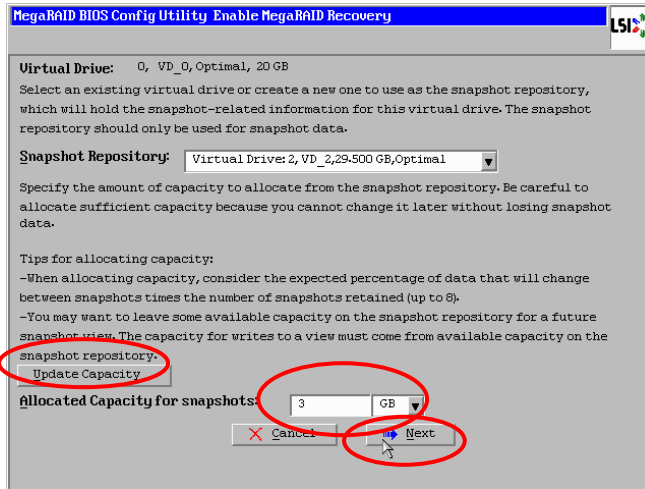 MegaRAID BIOS Config Utility Enable MegaRAID Recovery
LSI
Virtual Drive: 0, VD_0, Optimal, 20 GB
Select an existing virtual drive or create a new one to use as the snapshot repository,
which will hold the snapshot-related information for this virtual drive. The snapshot
repository should only be used for snapshot data.
Snapshot Repository: Virtual Drive: 2, VD_2,29.500 GB,Optimal
Specify the amount of capacity to allocate from the snapshot repository. Be careful to
allocate sufficient capacity because you cannot change it later without losing snapshot
data.
Tips for allocating capacity:
-When allocating capacity, consider the expected percentage of data that will change
between snapshots times the number of snapshots retained (up to 8).
-You may want to leave some available capacity on the snapshot repository for a future
snapshot view. The capacity for writes to a view must come from available capacity on the
snapshot repository.
Update Capacity
Allocated Capacity for snapshots: 3 GB
Cancel Next